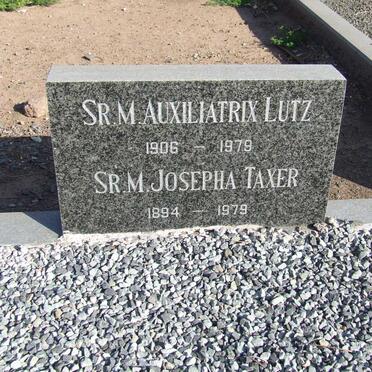 SR. M. AUXILIATRIX LUTZ
1906 – 1979
SR. M. JOSEPHA TAXER
1894 – 1979